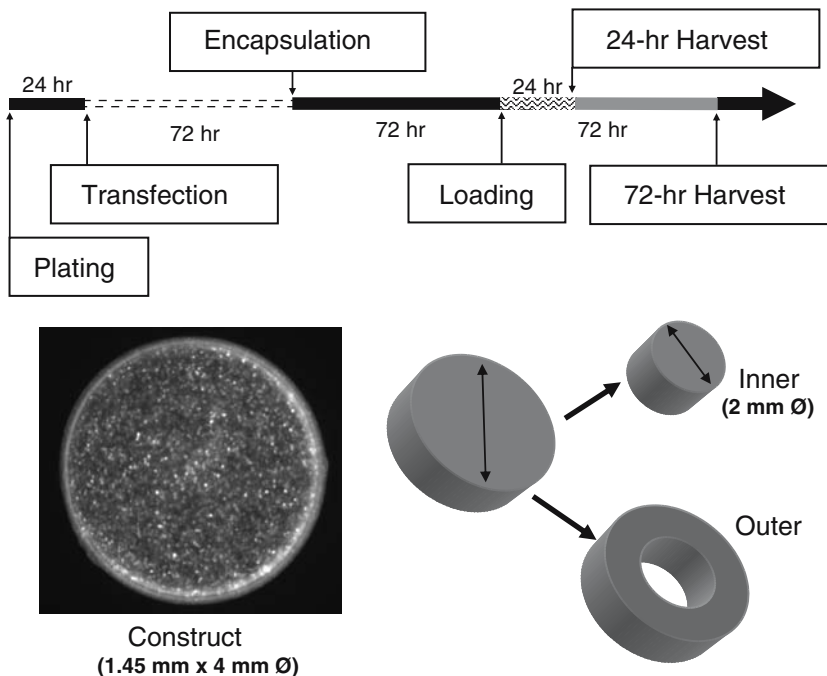 Encapsulation
24-hr Harvest
24 hr
24 hr
72 hr
72 hr
72 hr
Transfection
Loading
72-hr Harvest
Plating
Inner
(2 mm Ø)
Outer
Construct
(1.45 mm x 4 mm Ø)